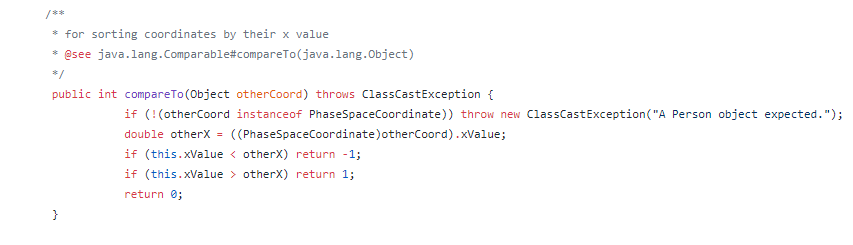 /**
 * for sorting coordinates by their x value
 * @see java.lang.Comparable#compareTo(java.lang.Object)
 */
public int compareTo(Object otherCoord) throws ClassCastException {
if (!(otherCoord instanceof PhaseSpaceCoordinate)) throw new ClassCastException("A Person object expected.");
double otherX = ((PhaseSpaceCoordinate)otherCoord).xValue;
if (this.xValue < otherX) return -1;
if (this.xValue > otherX) return 1;
return 0;
}